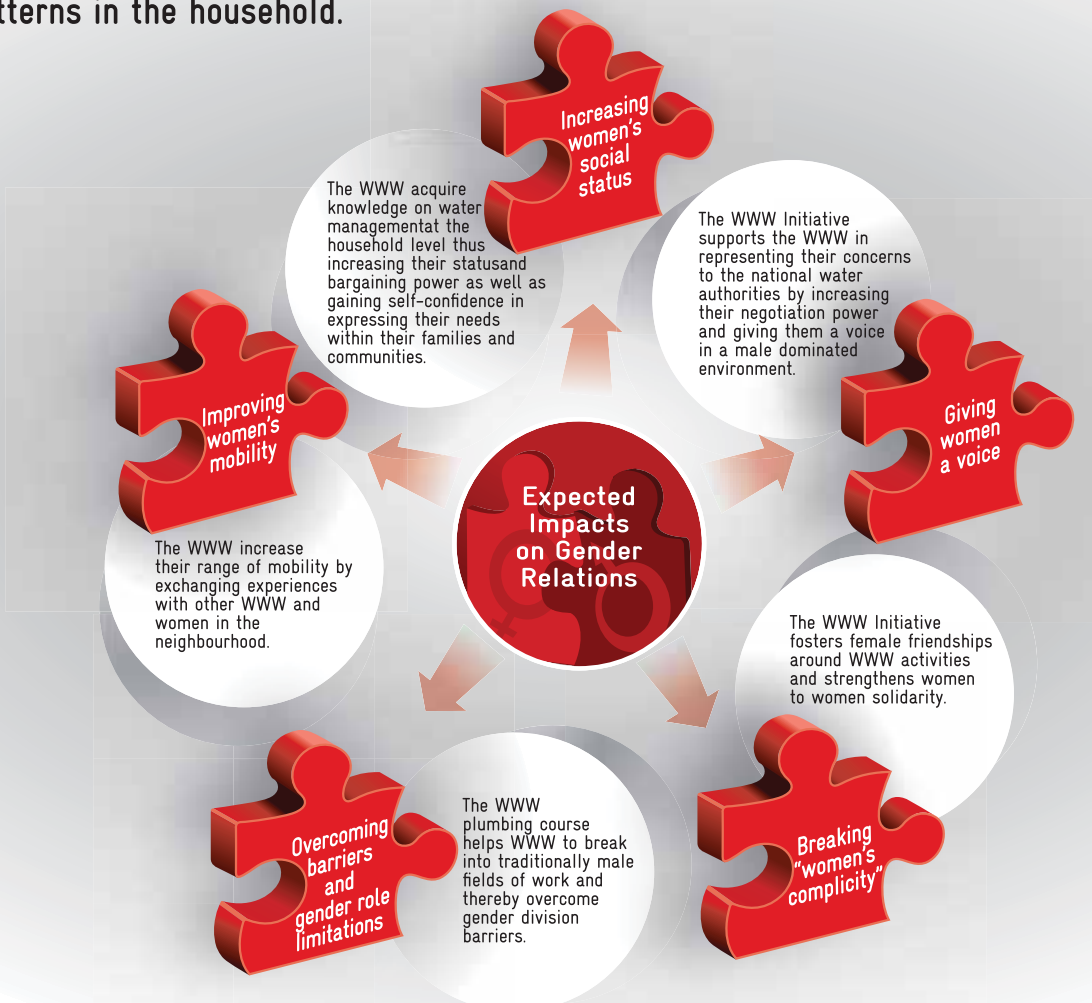 tterns in the household.
Increasing
women's
social
status
The WWW acquire
knowledge on water
managementat the
household level thus
increasing their statusand
bargaining power as well as
gaining self-confidence in
expressing their needs
within their families and
communities.
The WWW Initiative
supports the WWW in
representing their concerns
to the national water
authorities by increasing
their negotiation power
and giving them a voice
in a male dominated
environment.
Improving
women's
mobility
Giving
women
a voice
Expected
Impacts
on Gender
Relations
The WWW increase
their range of mobility by
exchanging experiences
with other WWW and
women in the
neighbourhood.
The WWW Initiative
fosters female friendships
around WWW activities
and strengthens women
to women solidarity.
Overcoming
barriers
and
gender role
limitations
The WWW
plumbing course
helps WWW to break
into traditionally male
fields of work and
thereby overcome
gender division
barriers.
Breaking
“women's
complicity”